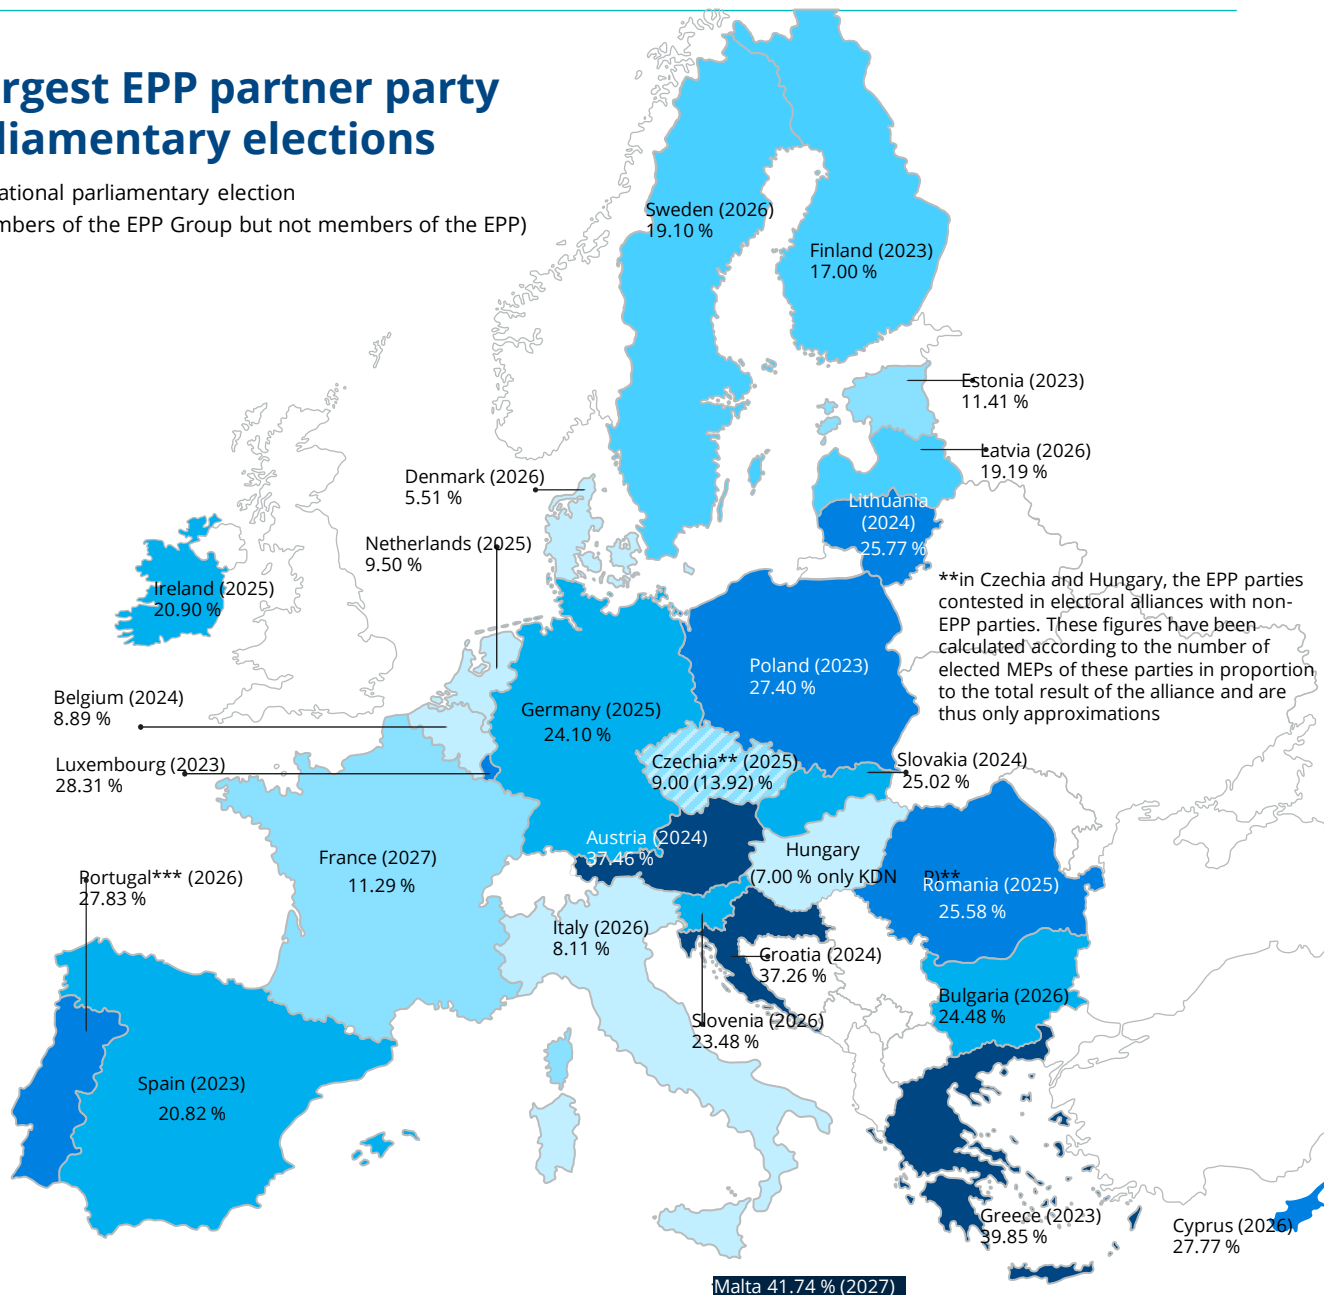 rgest EPP partner party
liamentary elections
ational parliamentary election
mbers of the EPP Group but not members of the EPP)
Sweden (2026)
19.10 %
Finland (2023)
17.00 %
Estonia (2023)
11.41 %
Latvia (2026)
19.19 %
Denmark (2026)
5.51 %
Lithuania
(2024)
25.77 %
Netherlands (2025)
9.50 %
Ireland (2025)
20.90 %
**in Czechia and Hungary, the EPP parties
contested in electoral alliances with non-
EPP parties. These figures have been
calculated according to the number of
elected MEPs of these parties in proportion
to the total result of the alliance and are
thus only approximations
Poland (2023)
27.40 %
Belgium (2024)
8.89 %
Germany (2025)
24.10 %
Luxembourg (2023)
28.31 %
Czechia** (2025)
9.00 (13.92) %
Slovakia (2024)
25.02 %
Austria (2024)
37.46 %
Hungary
(7.00 % only KDN P)**
France (2027)
11.29 %
Romania (2025)
25.58 %
Portugal*** (2026)
27.83 %
Italy (2026)
8.11 %
Croatia (2024)
37.26 %
Bulgaria (2026)
24.48 %
Slovenia (2026)
23.48 %
Spain (2023)
20.82 %
Greece (2023)
39.85 %
Cyprus (2026)
27.77 %
Malta 41.74 % (2027)